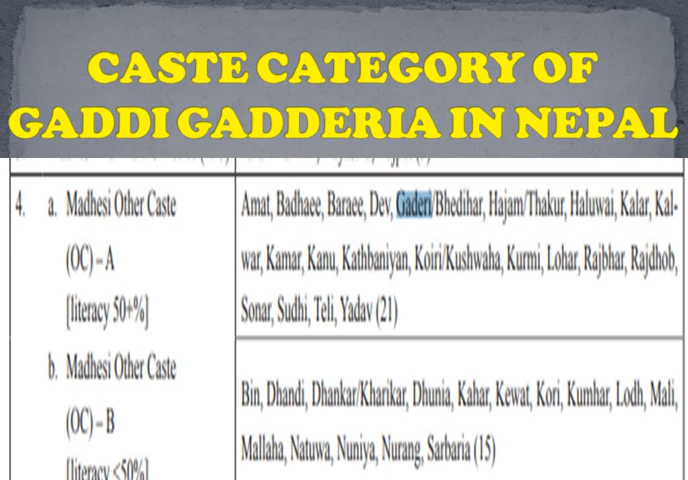 CASTE CATEGORY OF
GADDI GADDERIA IN NEPAL
4. a. Madhesi Other Caste
(OC) – A
[literacy 50+%]
Amat, Badhaee, Baraee, Dev, Gaderi/Bhedihar, Hajam/Thakur, Haluwai, Kalar, Kal-
war, Kamar, Kanu, Kathbaniyan, Koiri/Kushwaha, Kurmi, Lohar, Rajbhar, Rajdhob,
Sonar, Sudhi, Teli, Yadav (21)
b. Madhesi Other Caste
(OC) – B
[literacy <50%]
Bin, Dhandi, Dhankar/Kharikar, Dhunia, Kahar, Kewat, Kori, Kumhar, Lodh, Mali,
Mallaha, Natuwa, Nuniya, Nurang, Sarbaria (15)